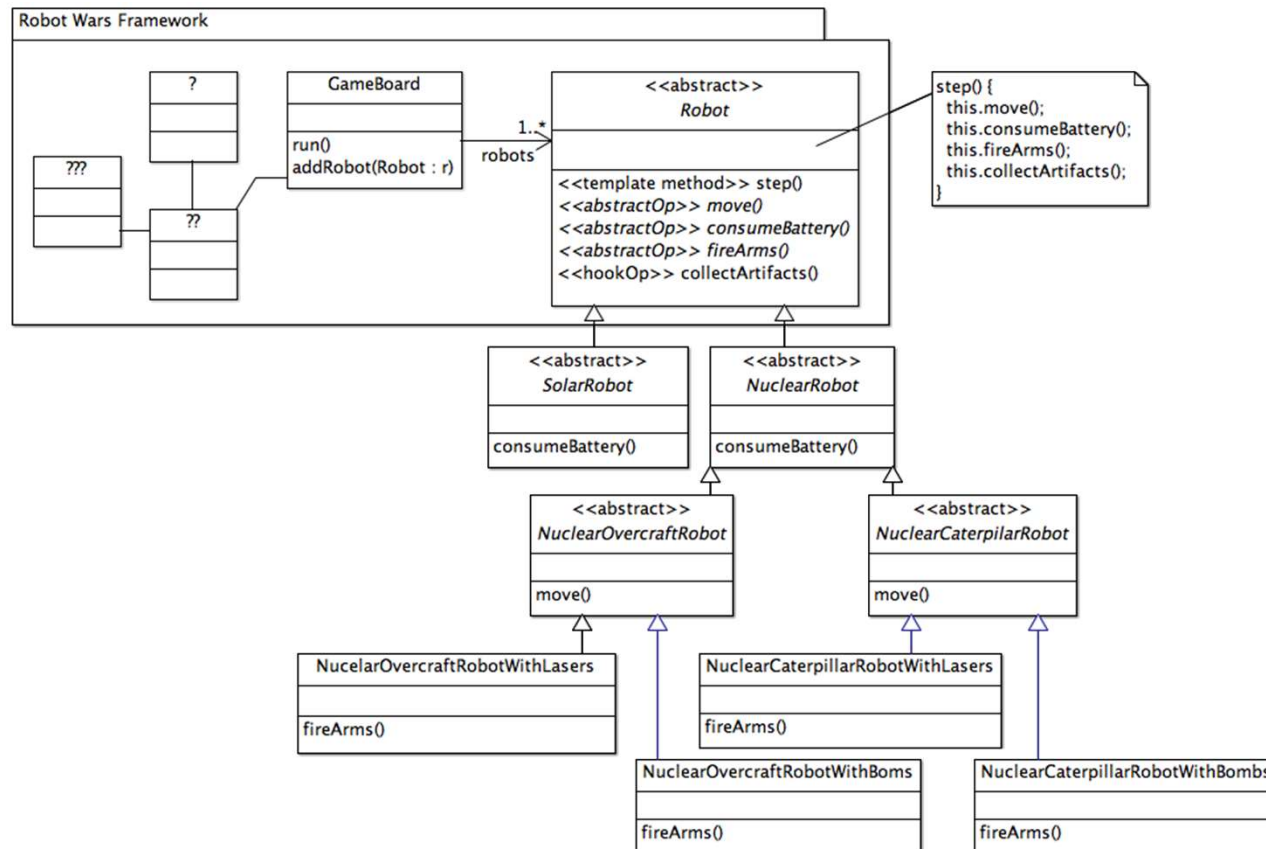 Robot Wars Framework
?
GameBoard
run()
addRobot(Robot : r)
???
??
1..*
robots
<<abstract>>
Robot
<<template method>> step()
<<abstractOp>> move()
<<abstractOp>> consumeBattery()
<<abstractOp>> fireArms()
<<hookOp>> collectArtifacts()
step() {
this.move();
this.consumeBattery();
this.fireArms();
this.collectArtifacts();
}
<<abstract>>
SolarRobot
consumeBattery()
<<abstract>>
NuclearRobot
consumeBattery()
<<abstract>>
NuclearOvercraftRobot
move()
<<abstract>>
NuclearCaterpilarRobot
move()
NucelarOvercraftRobotWithLasers
fireArms()
NuclearCaterpillarRobotWithLasers
fireArms()
NuclearOvercraftRobotWithBoms
fireArms()
NuclearCaterpillarRobotWithBombs
fireArms()